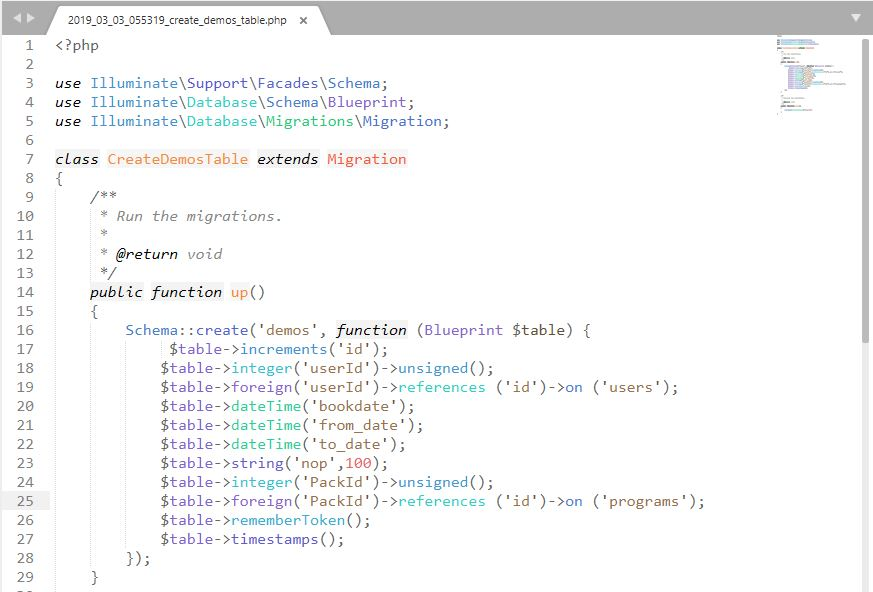 2019_03_03_055319_create_demos_table.php ×
1 <?php
2
3 use Illuminate\Support\Facades\Schema;
4 use Illuminate\Database\Schema\Blueprint;
5 use Illuminate\Database\Migrations\Migration;
6
7 class CreateDemosTable extends Migration
8 {
9     /**
10      * Run the migrations.
11      *
12      * @return void
13      */
14     public function up()
15     {
16         Schema::create('demos', function (Blueprint $table) {
17              $table->increments('id');
18             $table->integer('userId')->unsigned();
19             $table->foreign('userId')->references ('id')->on ('users');
20             $table->dateTime('bookdate');
21             $table->dateTime('from_date');
22             $table->dateTime('to_date');
23             $table->string('nop',100);
24             $table->integer('PackId')->unsigned();
25             $table->foreign('PackId')->references ('id')->on ('programs');
26             $table->rememberToken();
27             $table->timestamps();
28         });
29     }